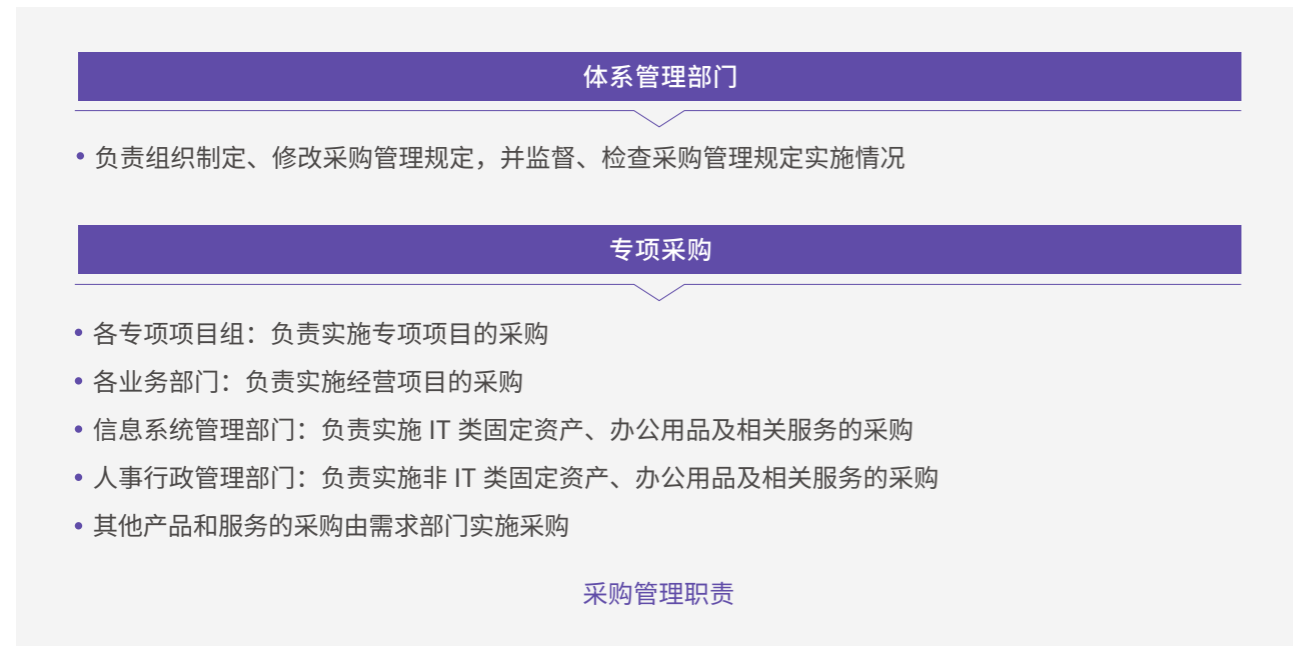 体系管理部门
• 负责组织制定、修改采购管理规定，并监督、检查采购管理规定实施情况
专项采购
• 各专项项目组：负责实施专项项目的采购
• 各业务部门：负责实施经营项目的采购
• 信息系统管理部门：负责实施 IT 类固定资产、办公用品及相关服务的采购
• 人事行政管理部门：负责实施非 IT 类固定资产、办公用品及相关服务的采购
• 其他产品和服务的采购由需求部门实施采购
采购管理职责